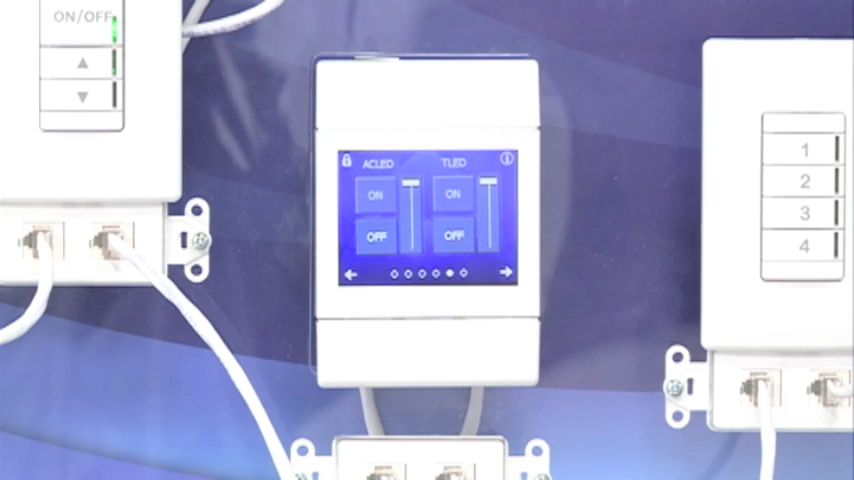 ON/OFF
ACLED TLED
ON ON
OFF OFF
1
2
3
4